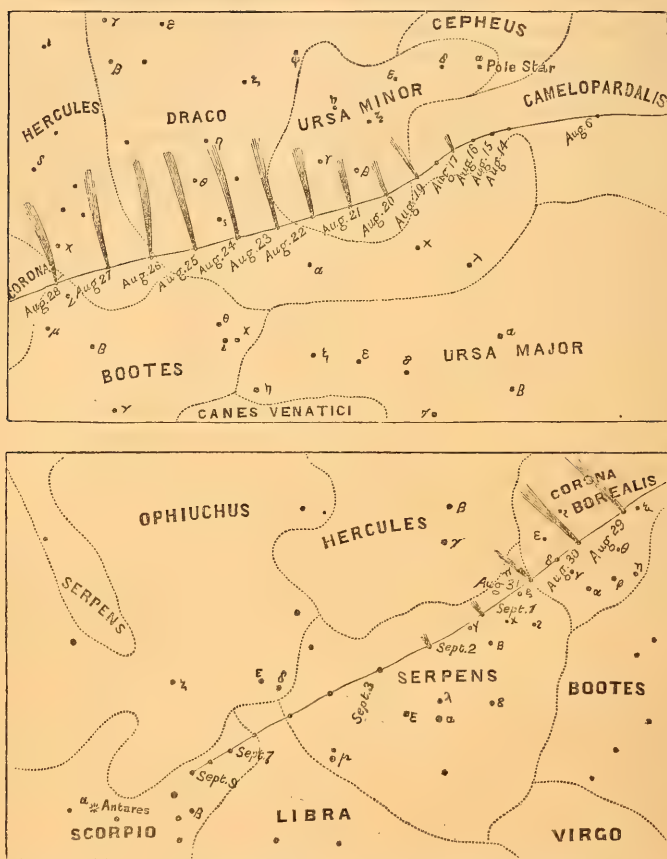 CEPHEUS
Pole Star
HERCULES
DRACO
URSA MINOR
CAMELOPARDALIS
Aug. 6
Aug. 14
Aug. 15
Aug. 16
Aug. 17
Aug. 19
Aug. 20
Aug. 21
Aug. 22
Aug. 23
Aug. 24
Aug. 25
Aug. 26
Aug. 27
Aug. 28
CORONA
BOOTES
URSA MAJOR
CANES VENATICI
OPHIUCHUS
HERCULES
CORONA
BOREALIS
SERPENS
Aug. 29
Aug. 30
Aug. 31
Sept. 1
Sept. 2
Sept. 3
SERPENS
BOOTES
Sept. 7
Sept. 9
α Antares
SCORPIO
LIBRA
VIRGO